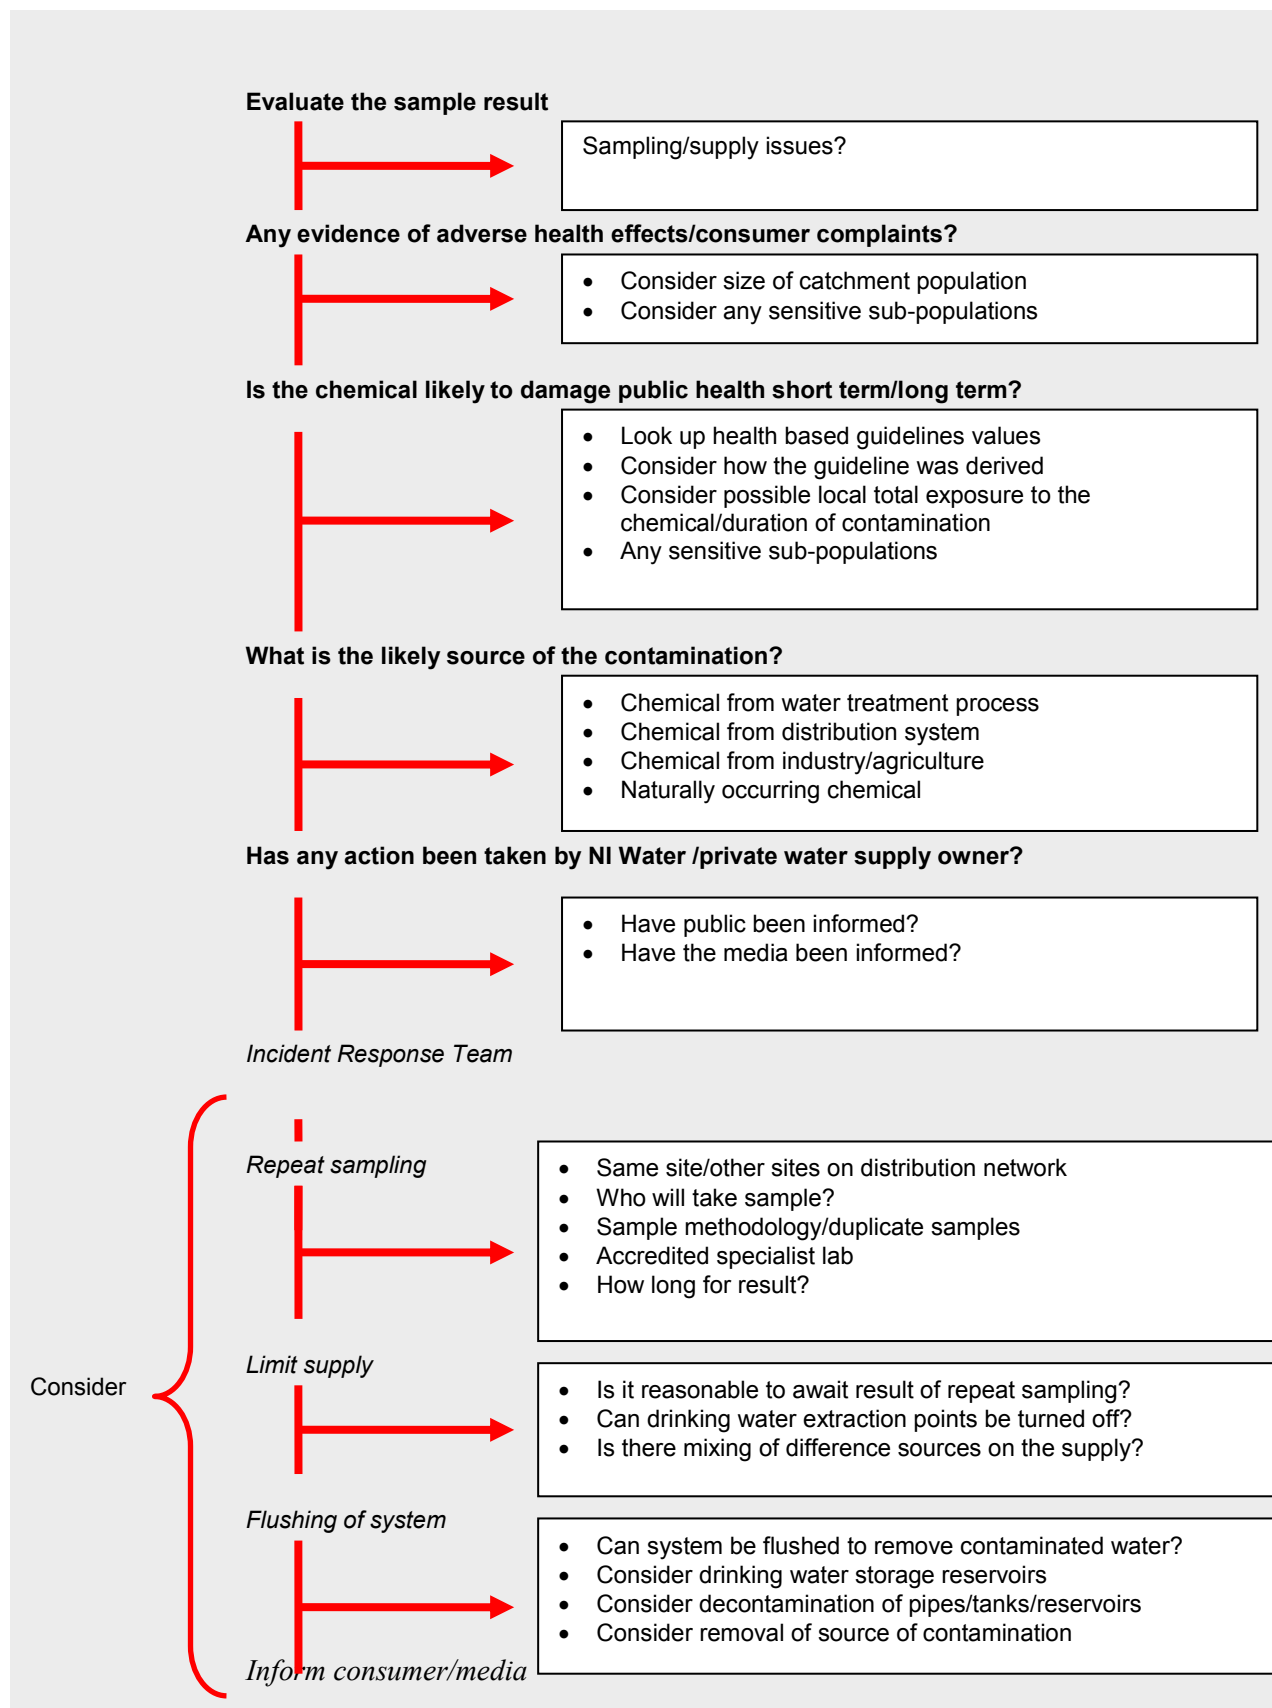 Evaluate the sample result
Sampling/supply issues?
Any evidence of adverse health effects/consumer complaints?
• Consider size of catchment population
• Consider any sensitive sub-populations
Is the chemical likely to damage public health short term/long term?
• Look up health based guidelines values
• Consider how the guideline was derived
• Consider possible local total exposure to the
chemical/duration of contamination
• Any sensitive sub-populations
What is the likely source of the contamination?
• Chemical from water treatment process
• Chemical from distribution system
• Chemical from industry/agriculture
• Naturally occurring chemical
Has any action been taken by NI Water /private water supply owner?
• Have public been informed?
• Have the media been informed?
Incident Response Team
Consider
Repeat sampling
• Same site/other sites on distribution network
• Who will take sample?
• Sample methodology/duplicate samples
• Accredited specialist lab
• How long for result?
Limit supply
• Is it reasonable to await result of repeat sampling?
• Can drinking water extraction points be turned off?
• Is there mixing of difference sources on the supply?
Flushing of system
• Can system be flushed to remove contaminated water?
• Consider drinking water storage reservoirs
• Consider decontamination of pipes/tanks/reservoirs
• Consider removal of source of contamination
Inform consumer/media